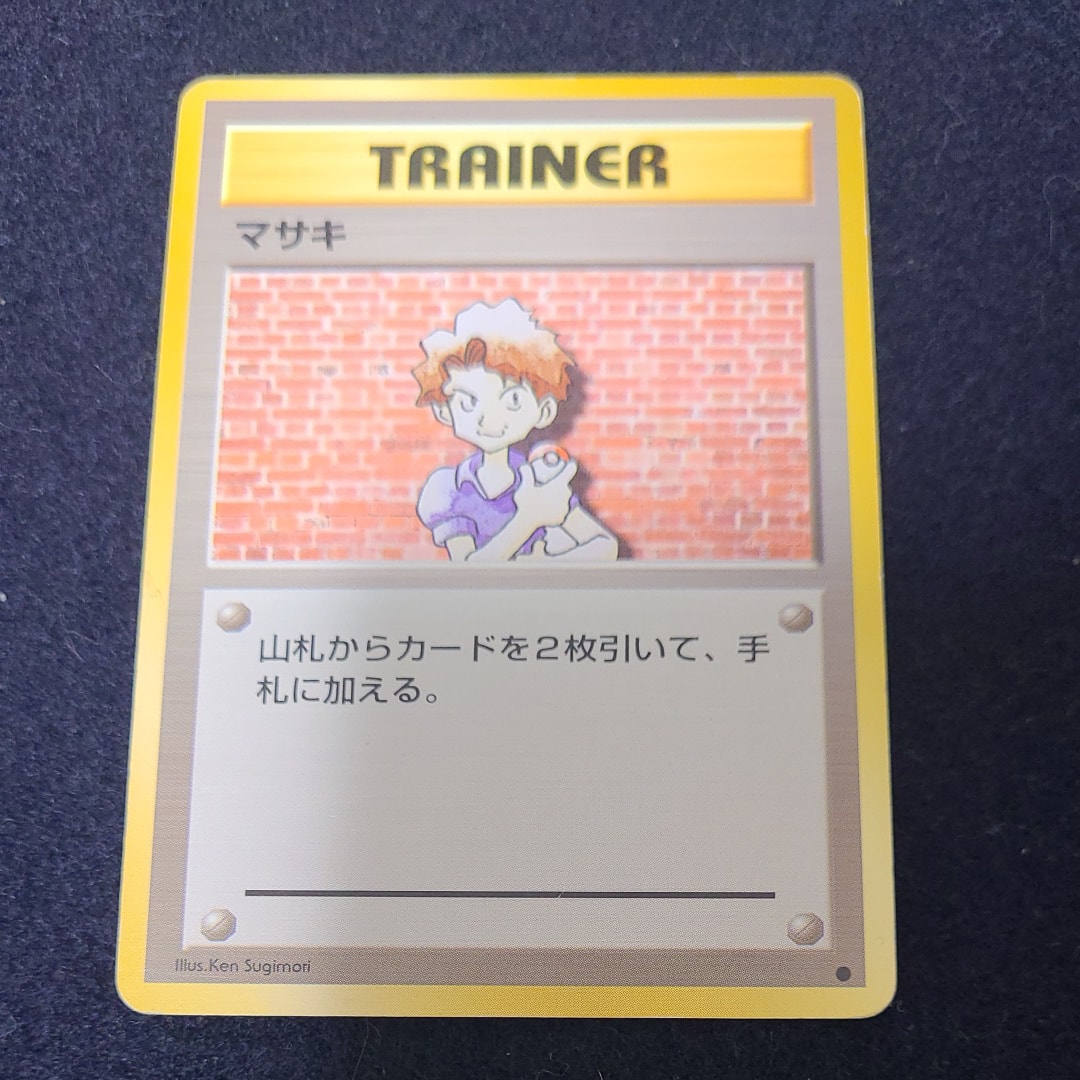 TRAINER
マサキ
山札からカードを2枚引いて、手
札に加える。
Illus.Ken Sugimori